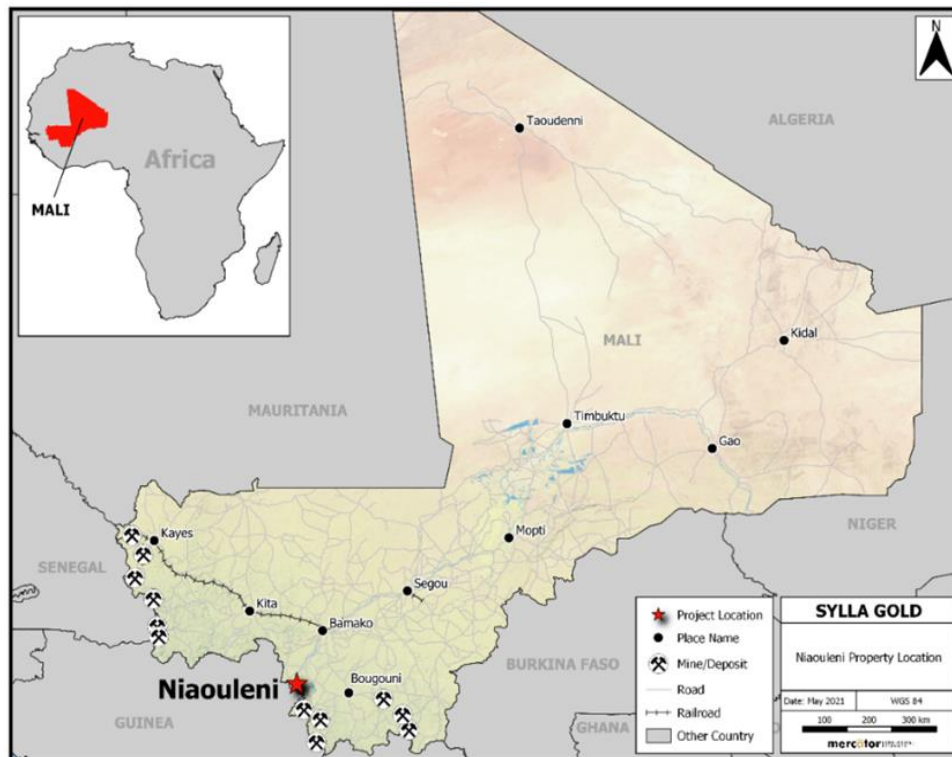 N
Africa
MALI
ALGERIA
Taoudenni
MALI
Kidal
MAURITANIA
Timbuktu
Gao
Mopti
NIGER
SENEGAL
Kayes
Segou
Kita
Bamako
BURKINA FASO
Niaouleni
Bougouni
GUINEA
GHANA
Project Location
Place Name
Mine/Deposit
Road
Railroad
Other Country
SYLLA GOLD
Niaouleni Property Location
Date: May 2021
WGS 84
100 200 300 km
mercator